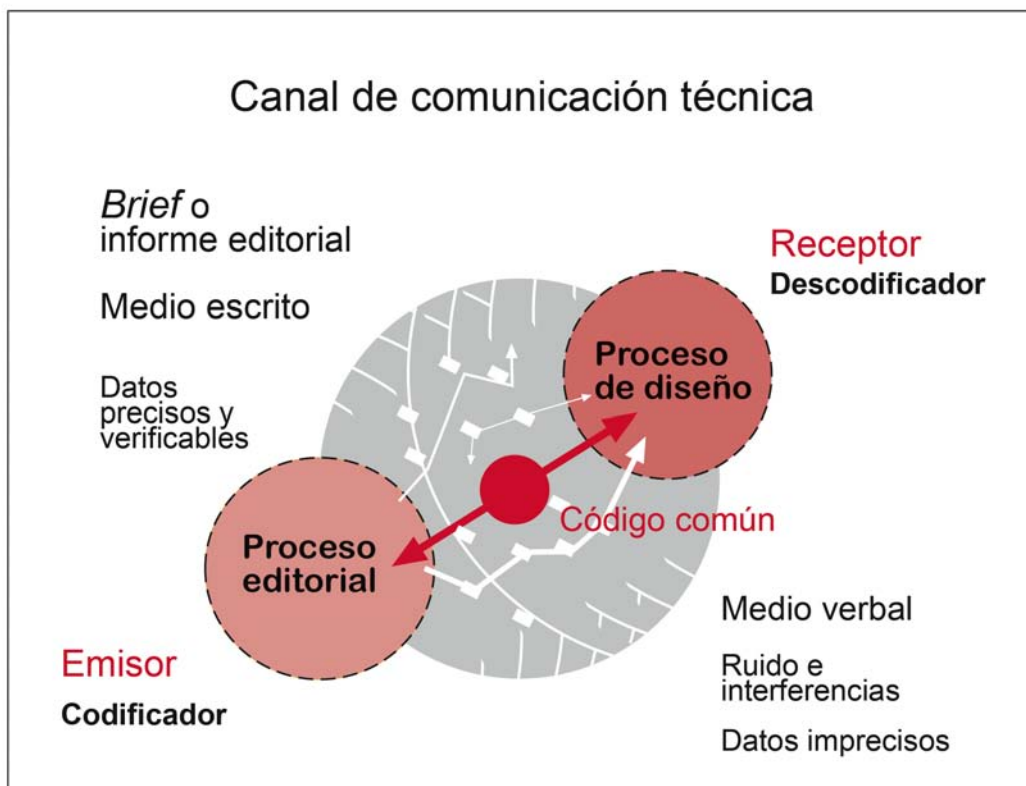 Canal de comunicación técnica
Brief o
informe editorial
Medio escrito
Datos
precisos y
verificables
Receptor
Descodificador
Proceso
de diseño
Código común
Proceso
editorial
Emisor
Codificador
Medio verbal
Ruido e
interferencias
Datos imprecisos